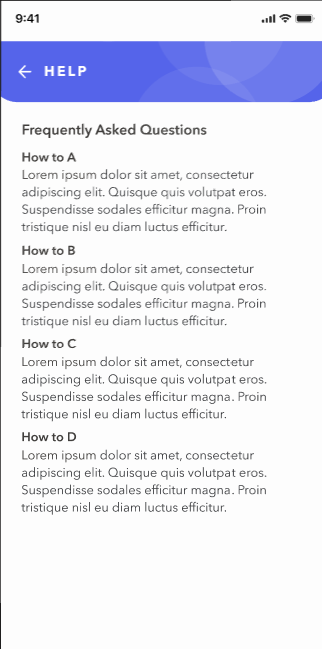 9:41
HELP
Frequently Asked Questions
How to A
Lorem ipsum dolor sit amet, consectetur
adipiscing elit. Quisque quis volutpat eros.
Suspendisse sodales efficitur magna. Proin
tristique nisl eu diam luctus efficitur.
How to B
Lorem ipsum dolor sit amet, consectetur
adipiscing elit. Quisque quis volutpat eros.
Suspendisse sodales efficitur magna. Proin
tristique nisl eu diam luctus efficitur.
How to C
Lorem ipsum dolor sit amet, consectetur
adipiscing elit. Quisque quis volutpat eros.
Suspendisse sodales efficitur magna. Proin
tristique nisl eu diam luctus efficitur.
How to D
Lorem ipsum dolor sit amet, consectetur
adipiscing elit. Quisque quis volutpat eros.
Suspendisse sodales efficitur magna. Proin
tristique nisl eu diam luctus efficitur.